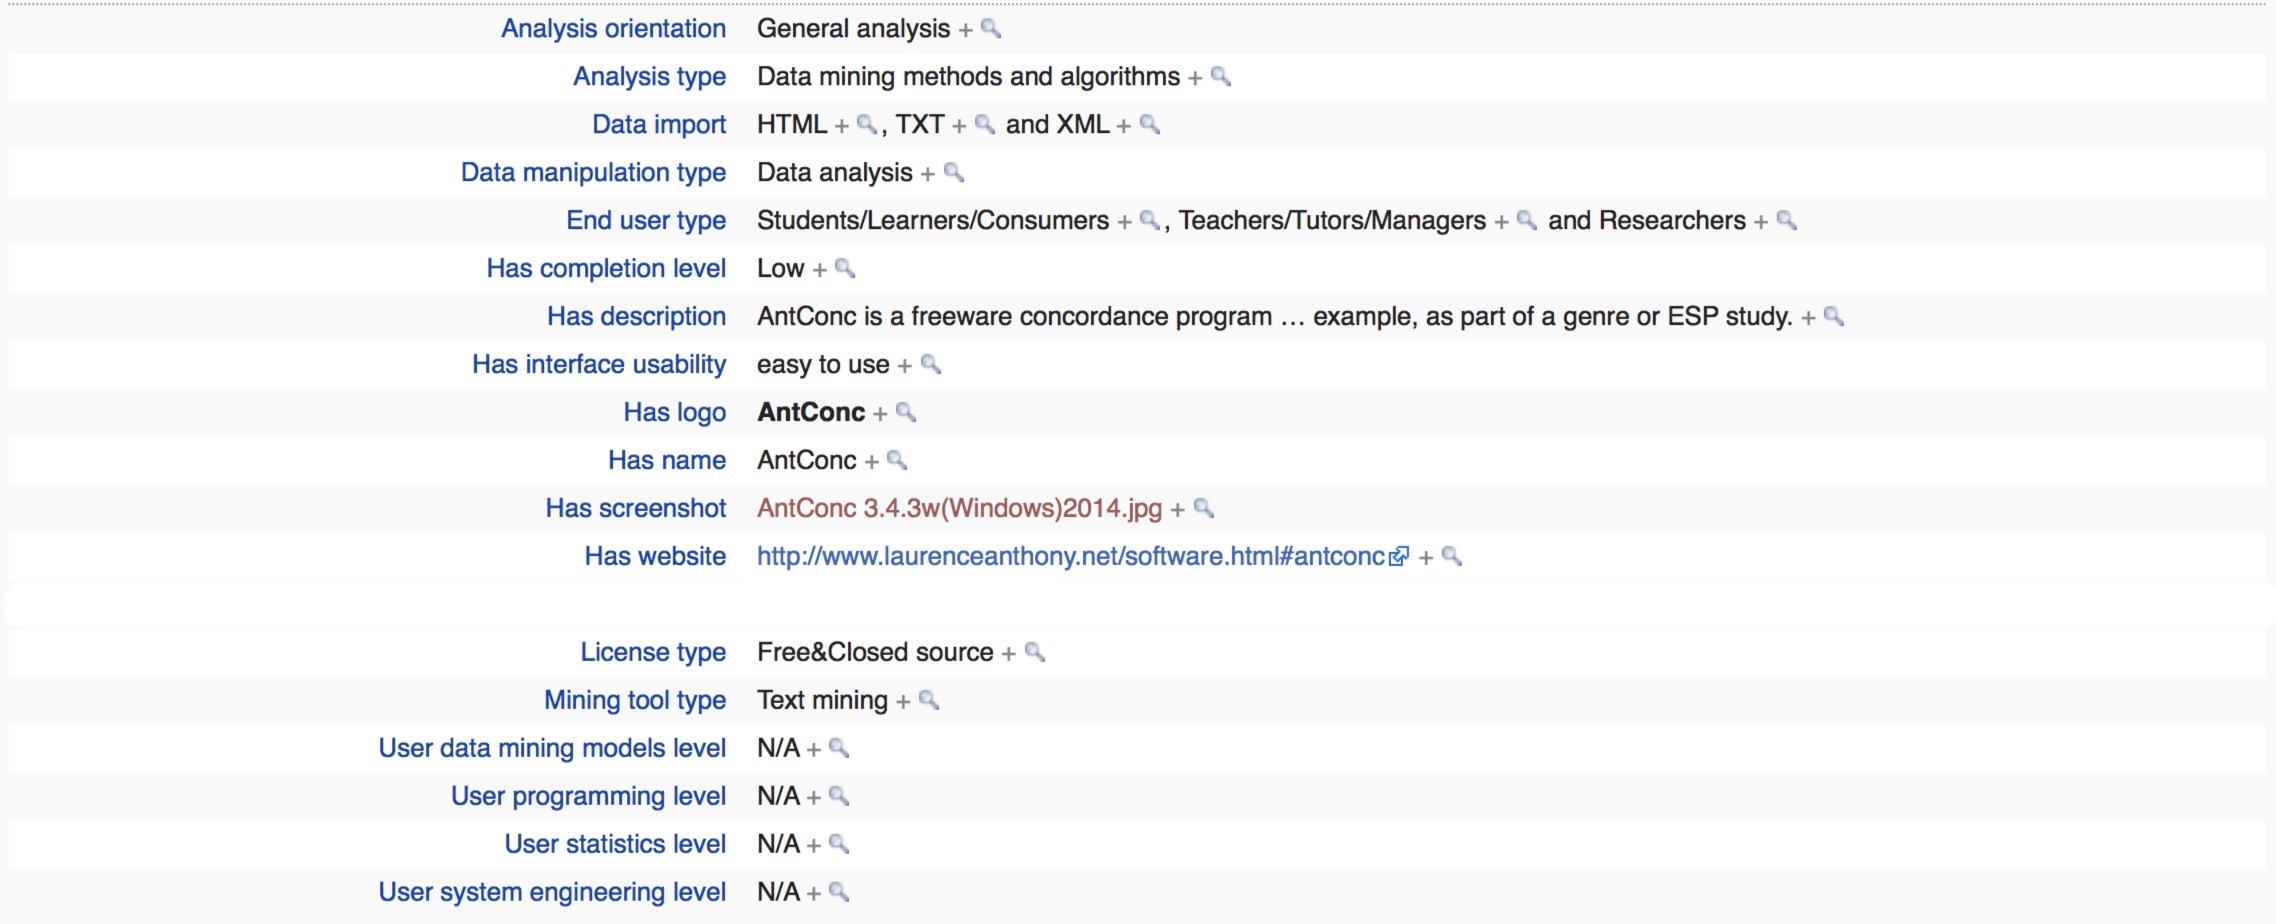 Analysis orientation General analysis +
Analysis type Data mining methods and algorithms +
Data import HTML + , TXT + and XML +
Data manipulation type Data analysis +
End user type Students/Learners/Consumers + , Teachers/Tutors/Managers + and Researchers +
Has completion level Low +
Has description AntConc is a freeware concordance program … example, as part of a genre or ESP study. +
Has interface usability easy to use +
Has logo AntConc +
Has name AntConc +
Has screenshot AntConc 3.4.3w(Windows)2014.jpg +
Has website http://www.laurenceanthony.net/software.html#antconc +
License type Free&Closed source +
Mining tool type Text mining +
User data mining models level N/A +
User programming level N/A +
User statistics level N/A +
User system engineering level N/A +